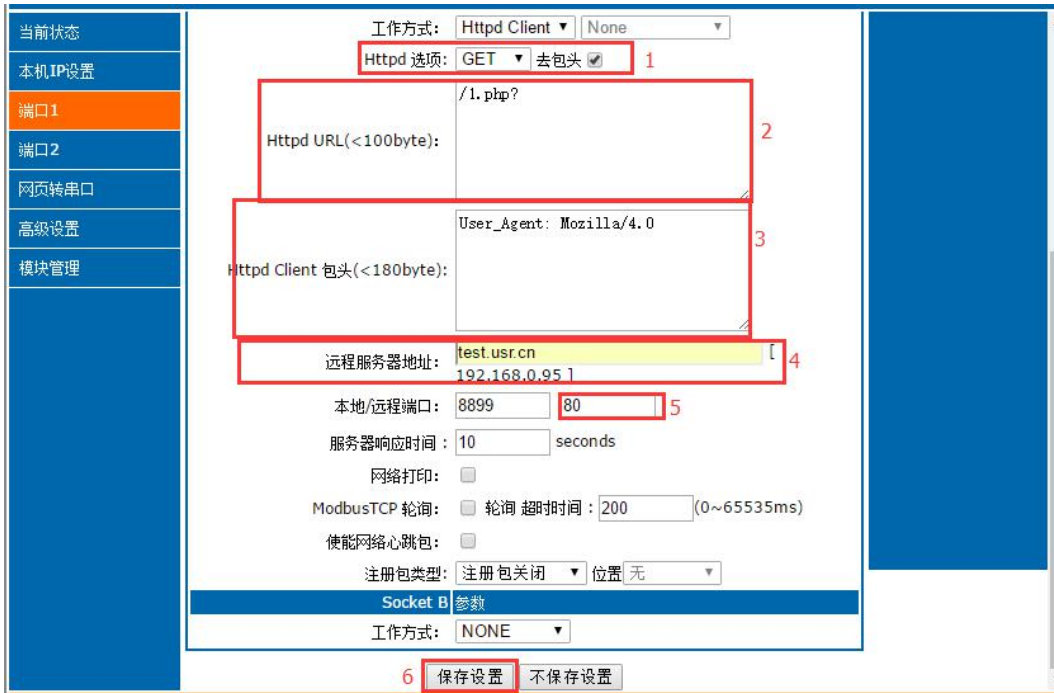 当前状态
本机IP设置
端口1
端口2
网页转串口
高级设置
模块管理
工作方式: Httpd Client None
Httpd 选项: GET 去包头 1
Httpd URL(<100byte): /1.php? 2
Httpd Client 包头(<180byte): User_Agent: Mozilla/4.0 3
远程服务器地址: test.usr.cn [ 4
192.168.0.95 ]
本地/远程端口: 8899 80 5
服务器响应时间: 10 seconds
网络打印:
ModbusTCP 轮询: 轮询 超时时间: 200 (0~65535ms)
使能网络心跳包:
注册包类型: 注册包关闭 位置 无
Socket B 参数
工作方式: NONE
6 保存设置 不保存设置